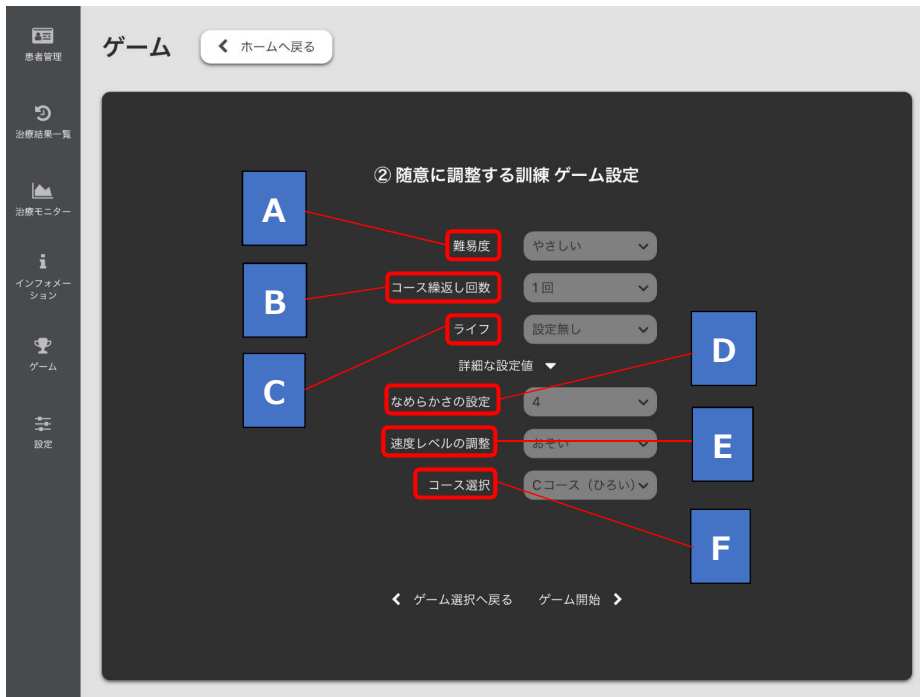 患者管理
治療結果一覧
治療モニター
インフォメー
ション
ゲーム
設定
ゲーム
ホームへ戻る
② 随意に調整する訓練 ゲーム設定
A
難易度 やさしい
B
コース繰返し回数 1回
C
ライフ 設定無し
詳細な設定値
D
なめらかさの設定 4
E
速度レベルの調整 おそい
コース選択 Cコース（ひろい）
F
ゲーム選択へ戻る ゲーム開始